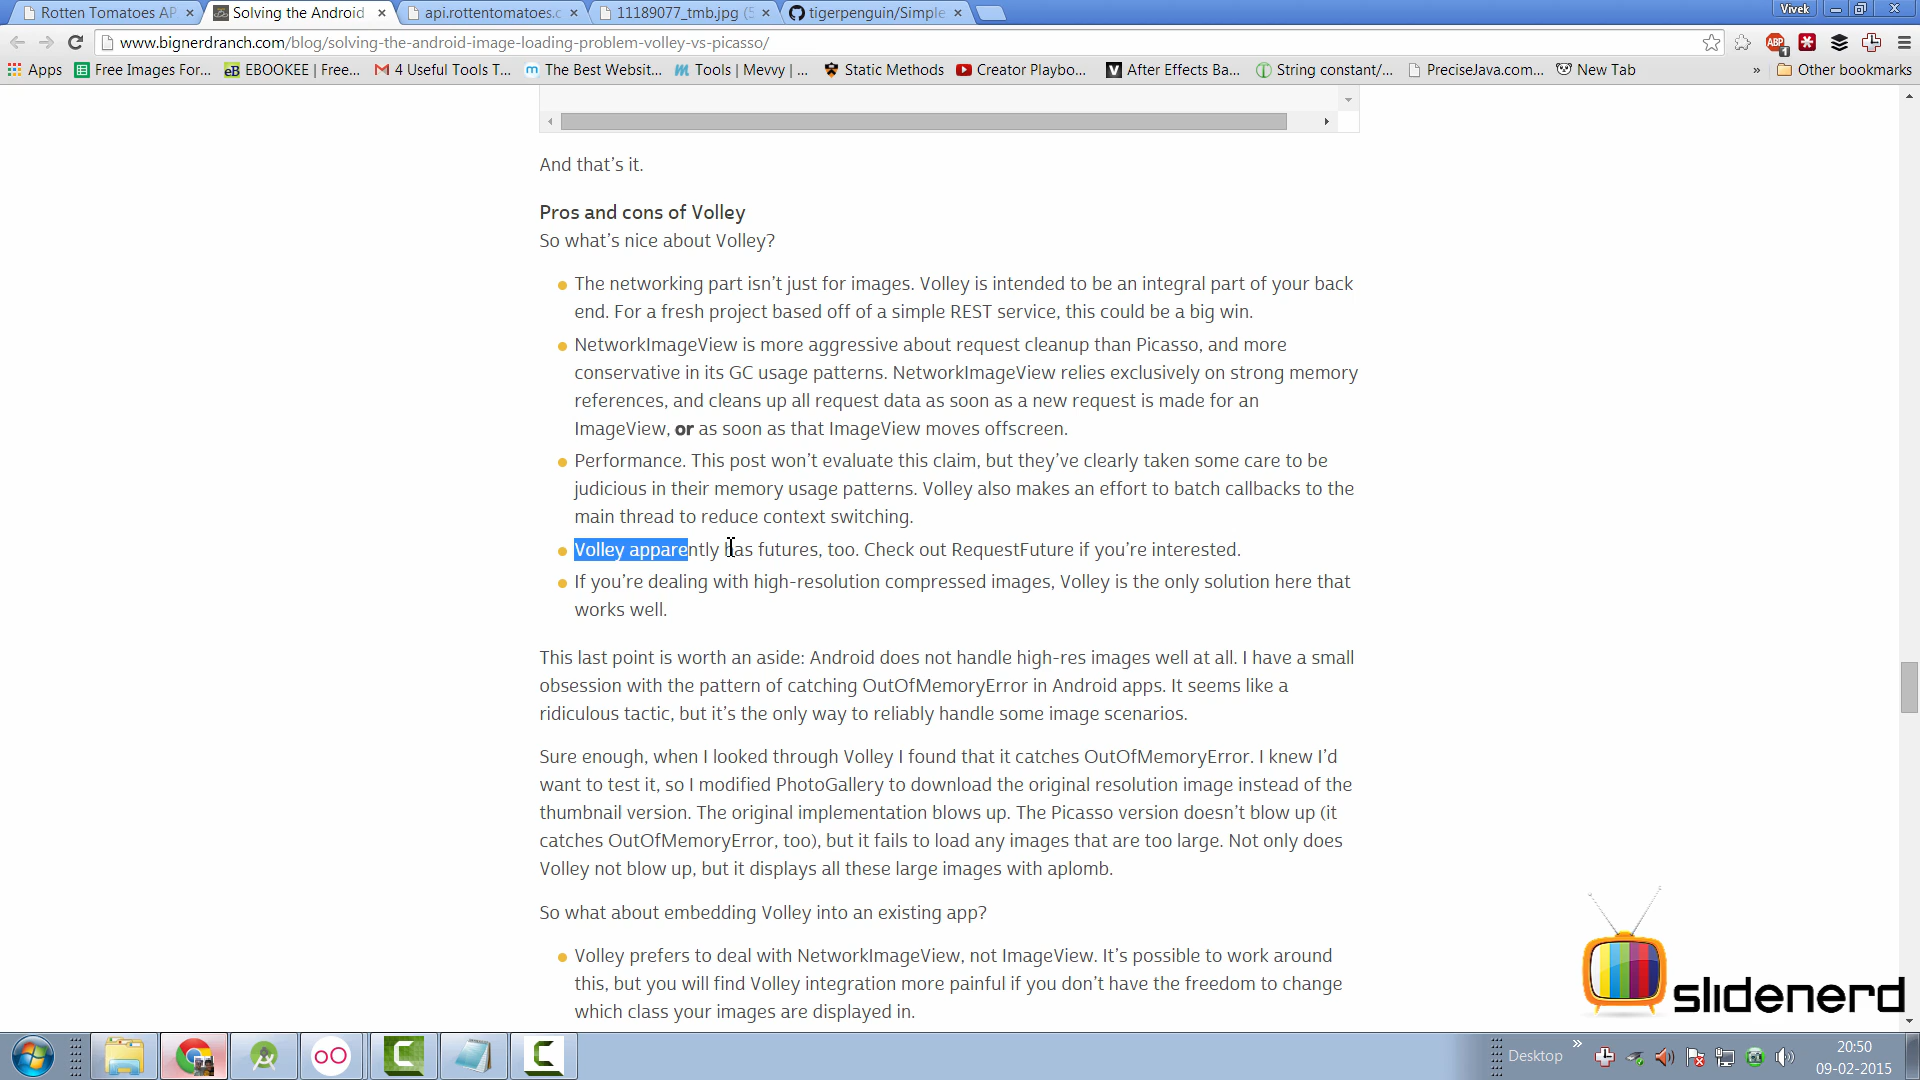 Rotten Tomatoes AP
Solving the Android
api.rottentomatoes.c
11189077_tmb.jpg (5
tigerpenguin/Simple
Vivek
www.bignerdranch.com/blog/solving-the-android-image-loading-problem-volley-vs-picasso/
Apps
Free Images For...
EBOOKEE | Free...
4 Useful Tools T...
The Best Websit...
Tools | Mevvy | ...
Static Methods
Creator Playbo...
After Effects Ba...
String constant/...
PreciseJava.com...
New Tab
»
Other bookmarks
And that's it.
Pros and cons of Volley
So what's nice about Volley?
The networking part isn't just for images. Volley is intended to be an integral part of your back
end. For a fresh project based off of a simple REST service, this could be a big win.
NetworkImageView is more aggressive about request cleanup than Picasso, and more
conservative in its GC usage patterns. NetworkImageView relies exclusively on strong memory
references, and cleans up all request data as soon as a new request is made for an
ImageView, or as soon as that ImageView moves offscreen.
Performance. This post won't evaluate this claim, but they've clearly taken some care to be
judicious in their memory usage patterns. Volley also makes an effort to batch callbacks to the
main thread to reduce context switching.
Volley apparently has futures, too. Check out RequestFuture if you're interested.
If you're dealing with high-resolution compressed images, Volley is the only solution here that
works well.
This last point is worth an aside: Android does not handle high-res images well at all. I have a small
obsession with the pattern of catching OutOfMemoryError in Android apps. It seems like a
ridiculous tactic, but it's the only way to reliably handle some image scenarios.
Sure enough, when I looked through Volley I found that it catches OutOfMemoryError. I knew I'd
want to test it, so I modified PhotoGallery to download the original resolution image instead of the
thumbnail version. The original implementation blows up. The Picasso version doesn't blow up (it
catches OutOfMemoryError, too), but it fails to load any images that are too large. Not only does
Volley not blow up, but it displays all these large images with aplomb.
So what about embedding Volley into an existing app?
Volley prefers to deal with NetworkImageView, not ImageView. It's possible to work around
this, but you will find Volley integration more painful if you don't have the freedom to change
which class your images are displayed in.
slidenerd
Desktop
»
20:50
09-02-2015